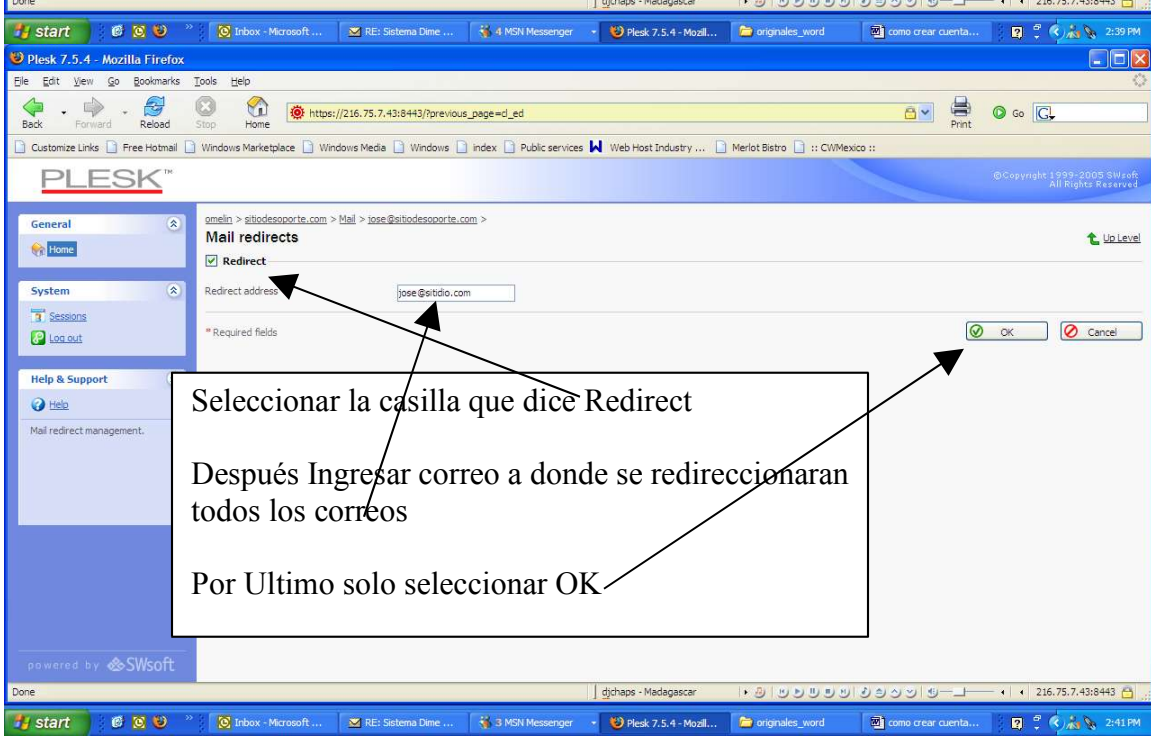 Done
djchaps - Madagascar
216.75.7.43:8443
start
Inbox - Microsoft ...
RE: Sistema Dime ...
4 MSN Messenger
Plesk 7.5.4 - Mozill...
originales_word
como crear cuenta...
2:39 PM
Plesk 7.5.4 - Mozilla Firefox
File Edit View Go Bookmarks Tools Help
Back Forward Reload Stop Home
https://216.75.7.43:8443/?previous_page=cl_ed
Print
Go
Customize Links Free Hotmail Windows Marketplace Windows Media Windows index Public services Web Host Industry ... Merlot Bistro :: CWMexico ::
PLESK™
©Copyright 1999-2005 SWsoft
All Rights Reserved
General
Home
System
Sessions
Log out
Help & Support
Help
Mail redirect management.
omelin > sitiodesoporte.com > Mail > jose@sitiodesoporte.com >
Mail redirects
Up Level
Redirect
Redirect address
jose@sitidio.com
* Required fields
OK
Cancel
Seleccionar la casilla que dice Redirect
Después Ingresar correo a donde se redireccionaran
todos los correos
Por Ultimo solo seleccionar OK
powered by SWsoft
Done
djchaps - Madagascar
216.75.7.43:8443
start
Inbox - Microsoft ...
RE: Sistema Dime ...
3 MSN Messenger
Plesk 7.5.4 - Mozill...
originales_word
como crear cuenta...
2:41 PM